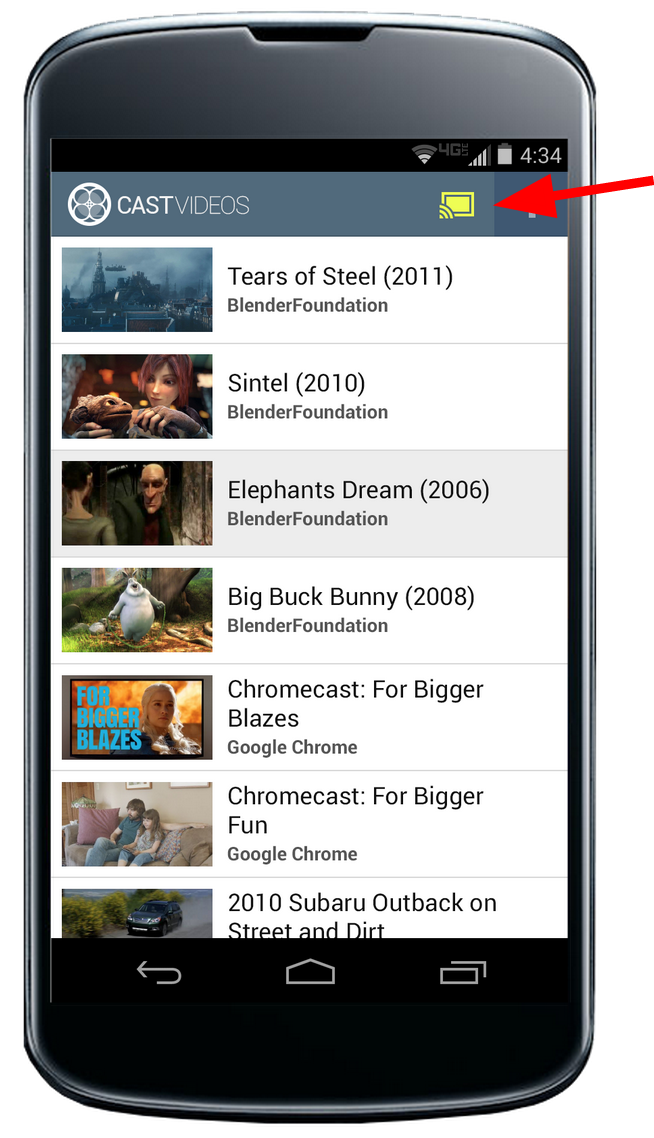 4G LTE 4:34
CASTVIDEOS
Tears of Steel (2011)
BlenderFoundation
Sintel (2010)
BlenderFoundation
Elephants Dream (2006)
BlenderFoundation
Big Buck Bunny (2008)
BlenderFoundation
FOR
BIGGER
BLAZES
Chromecast: For Bigger
Blazes
Google Chrome
Chromecast: For Bigger
Fun
Google Chrome
2010 Subaru Outback on
Street and Dirt